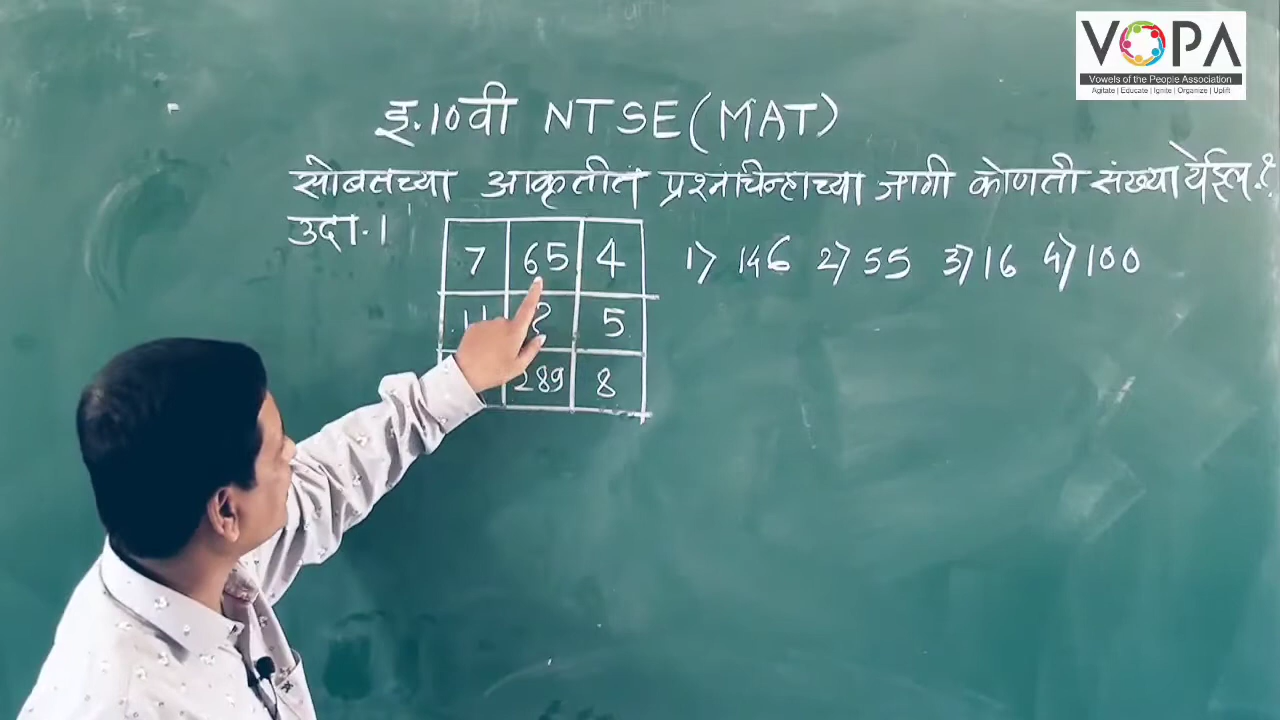 VOPA
Vowels of the People Association
Agitate | Educate | Ignite | Organize | Uplift
इ.10वी NTSE (MAT)
सोबतच्या आकृतीत प्रश्नचिन्हाच्या जागी कोणती संख्या येईल.?
उदा.1
7 65 4 1) 146 2) 55 3) 16 4) 100
11 ? 5
289 8